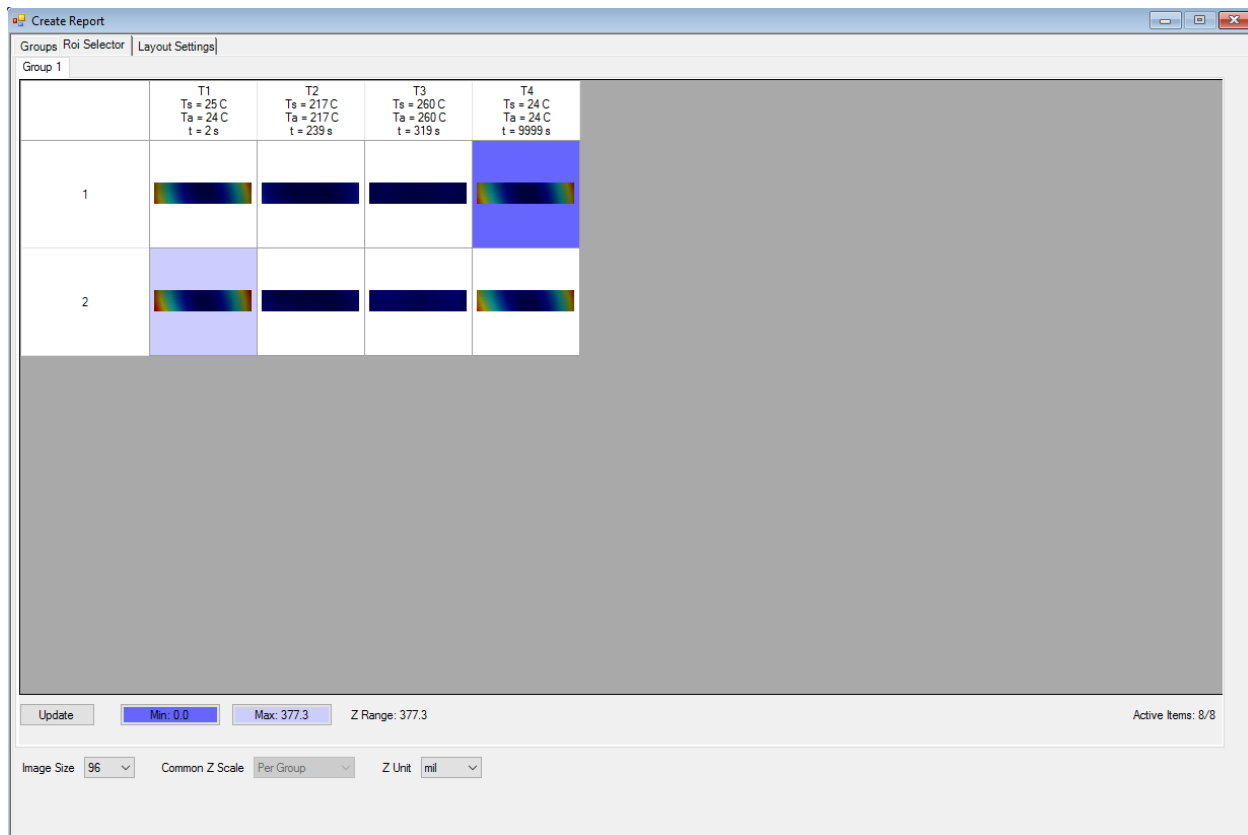 Create Report
Groups Roi Selector Layout Settings
Group 1
T1 T2 T3 T4
Ts = 25 C Ts = 217 C Ts = 260 C Ts = 24 C
Ta = 24 C Ta = 217 C Ta = 260 C Ta = 24 C
t = 2 s t = 239 s t = 319 s t = 9999 s
1
2
Update Min: 0.0 Max: 377.3 Z Range: 377.3 Active Items: 8/8
Image Size 96 Common Z Scale Per Group Z Unit mil